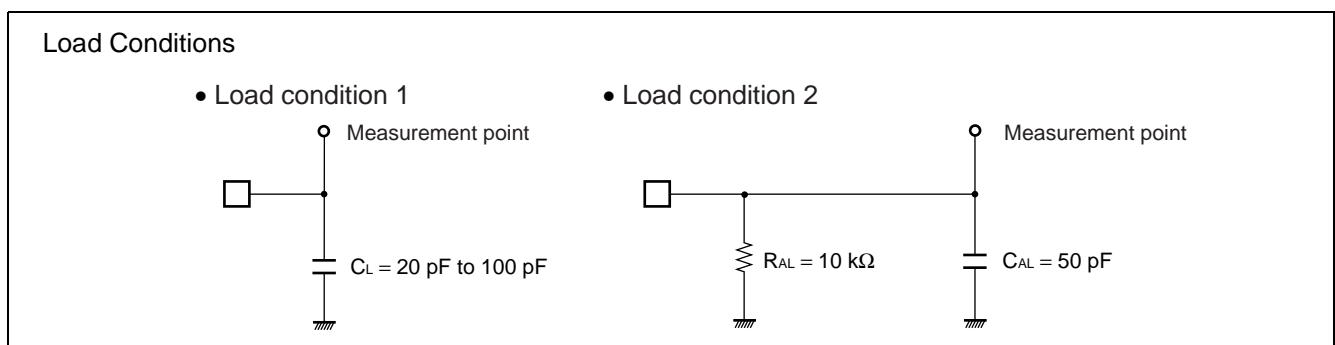 Load Conditions
• Load condition 1
• Load condition 2
Measurement point
Measurement point
CL = 20 pF to 100 pF
RAL = 10 kΩ
CAL = 50 pF